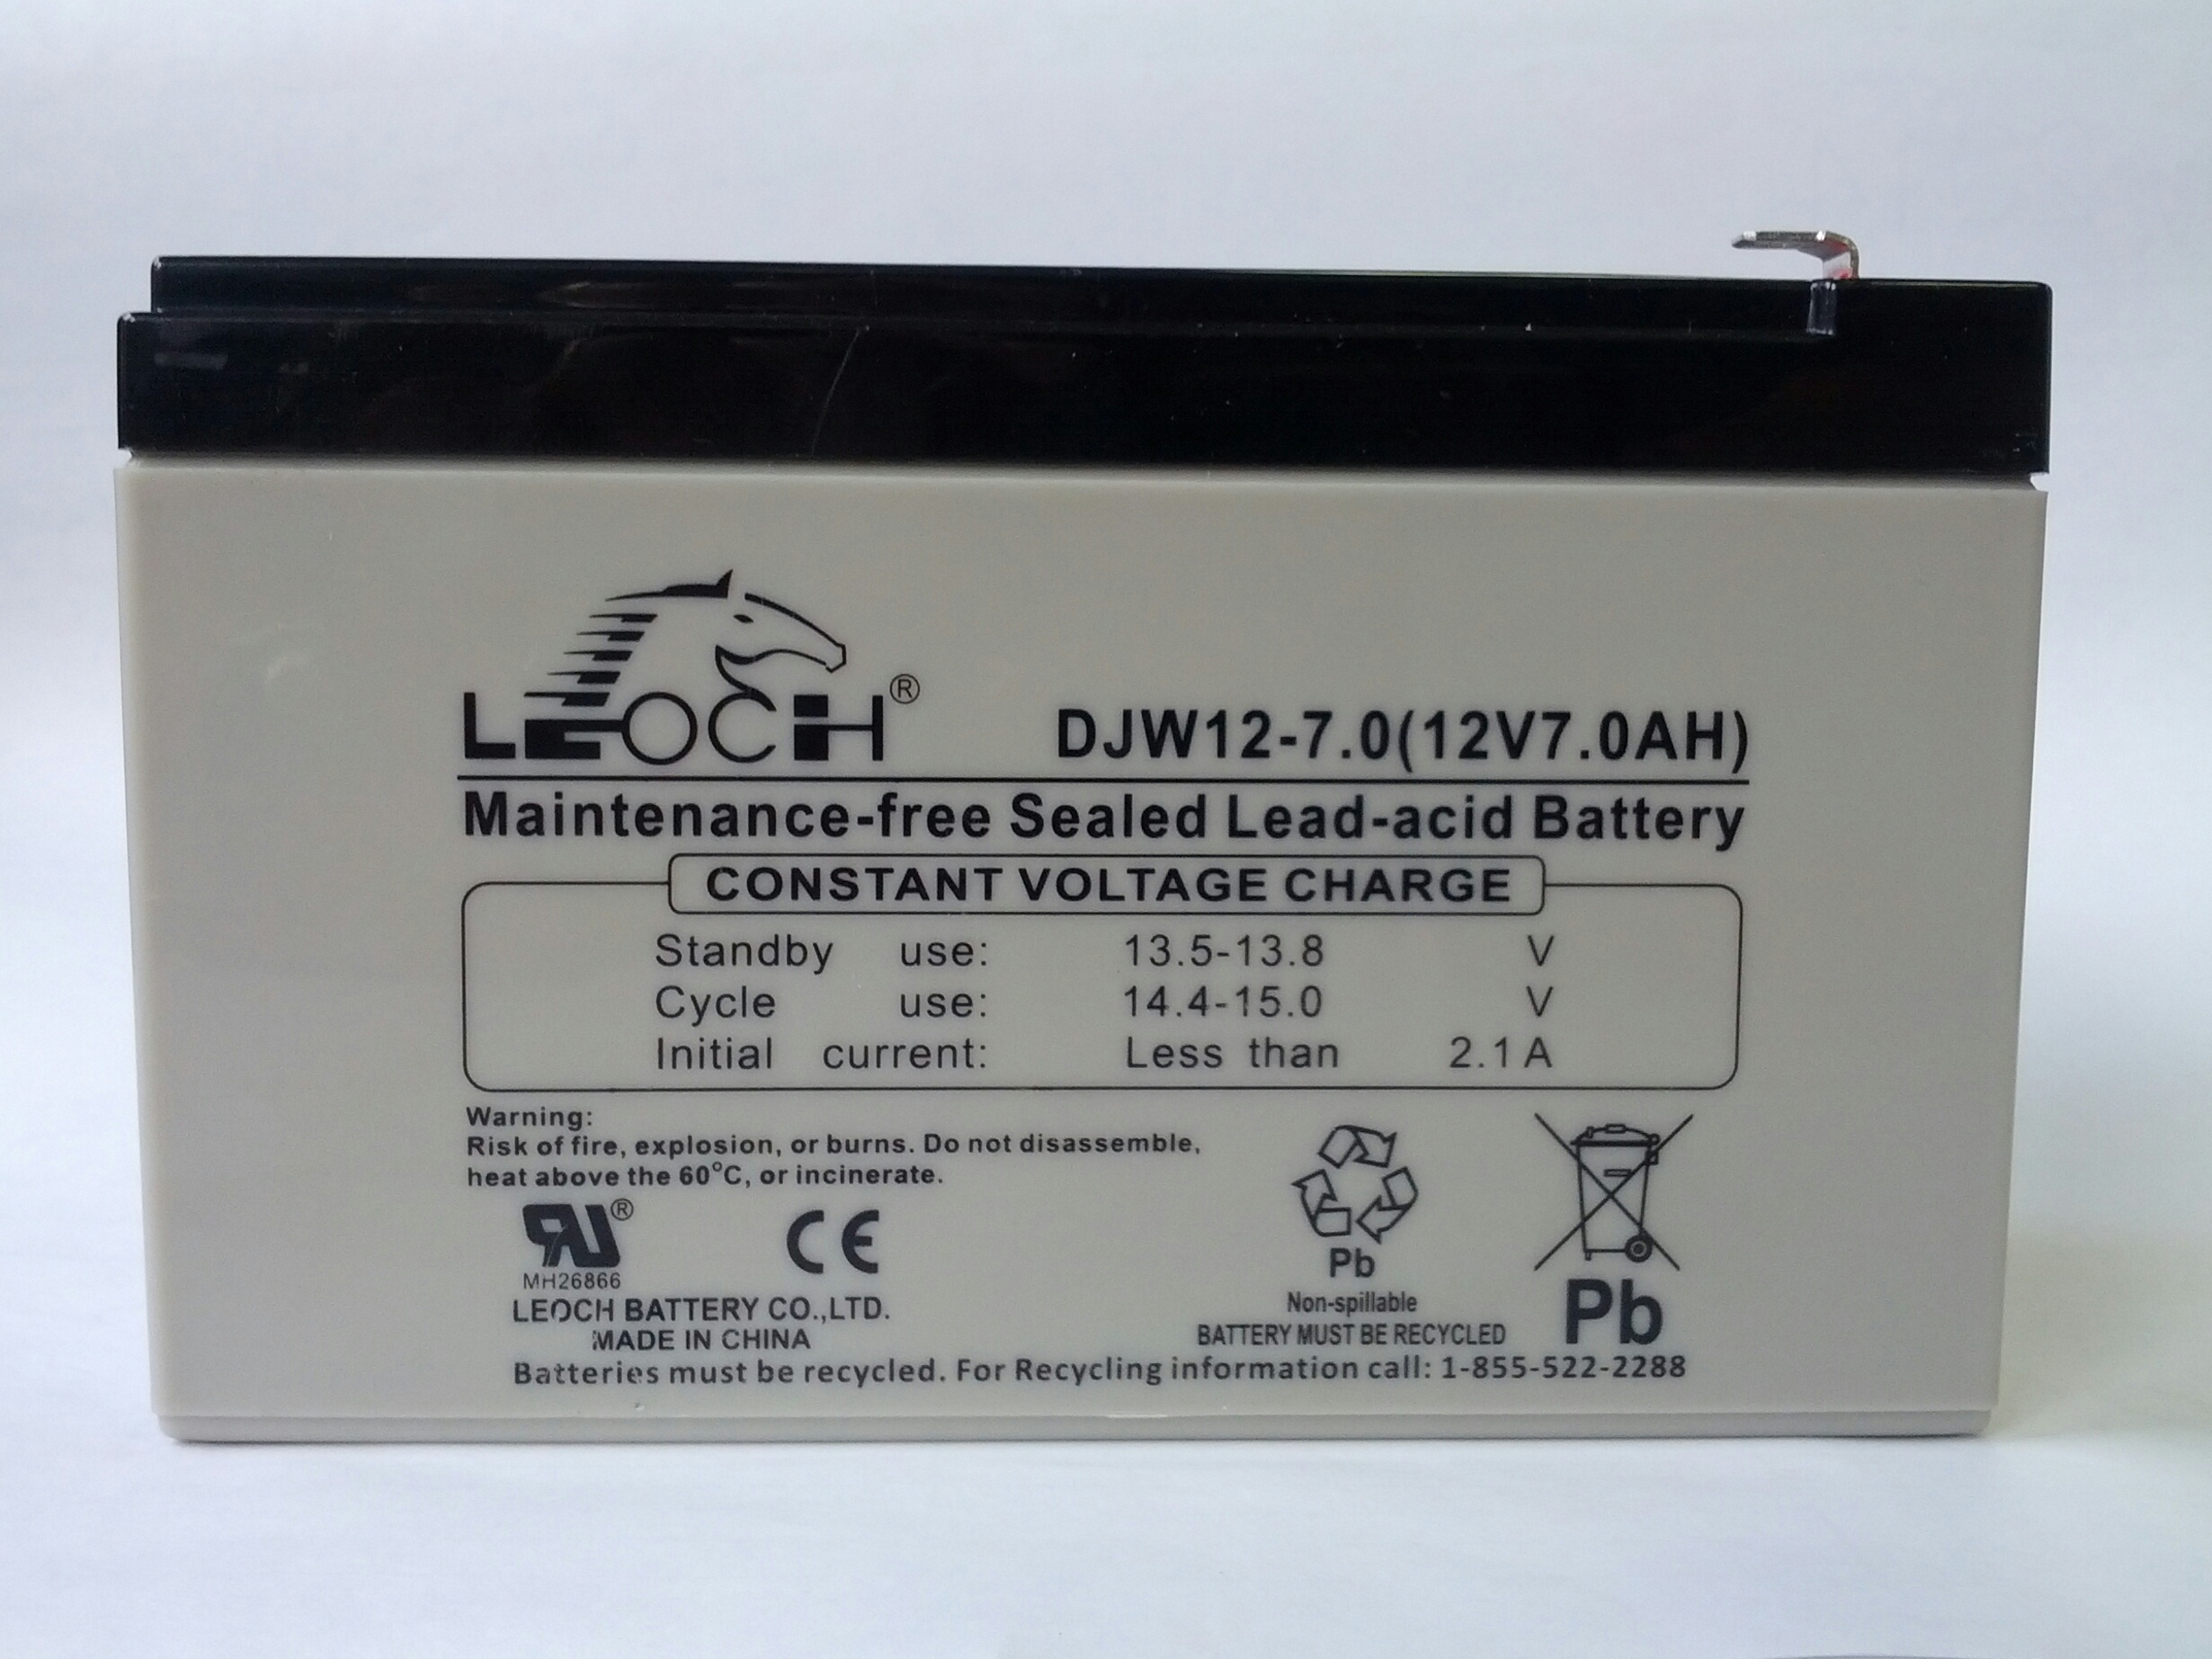 LEOCH®
DJW12-7.0(12V7.0AH)
Maintenance-free Sealed Lead-acid Battery
CONSTANT VOLTAGE CHARGE
Standby use: 13.5-13.8 V
Cycle use: 14.4-15.0 V
Initial current: Less than 2.1 A
Warning:
Risk of fire, explosion, or burns. Do not disassemble,
heat above the 60°C, or incinerate.
RU®
CE
MH26866
LEOCH BATTERY CO.,LTD.
MADE IN CHINA
Pb
Non-spillable
BATTERY MUST BE RECYCLED
Pb
Batteries must be recycled. For Recycling information call: 1-855-522-2288